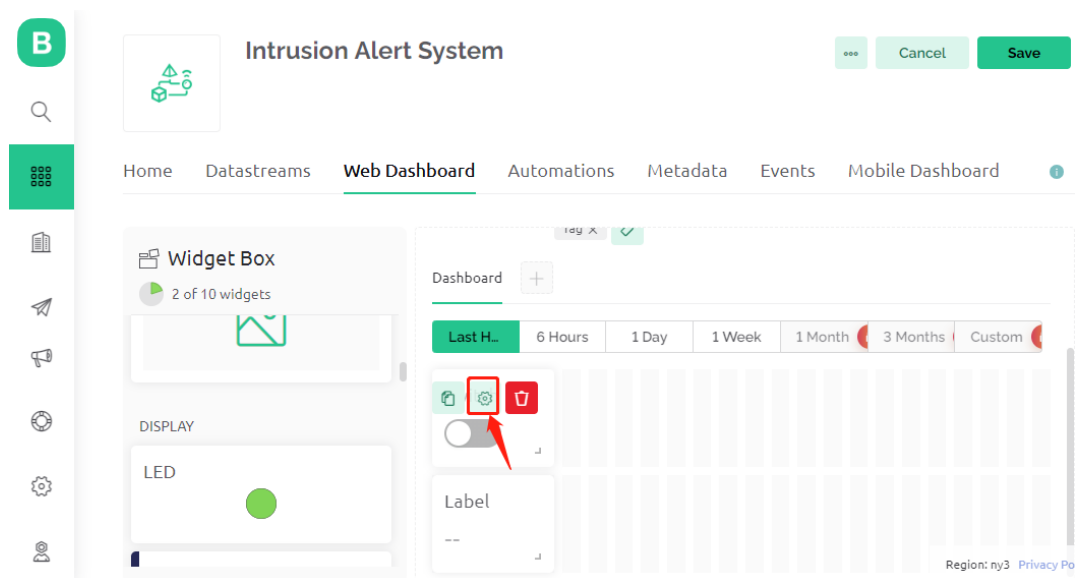 B
Intrusion Alert System
Cancel
Save
Home Datastreams Web Dashboard Automations Metadata Events Mobile Dashboard
Widget Box
2 of 10 widgets
Tag X
Dashboard
Last H... 6 Hours 1 Day 1 Week 1 Month 3 Months Custom
DISPLAY
LED
Label
--
Region: ny3 Privacy Po